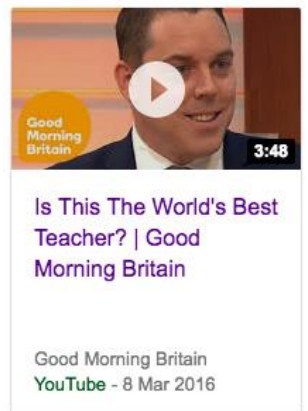 Good
Morning
Britain
3:48
Is This The World's Best
Teacher? | Good
Morning Britain
Good Morning Britain
YouTube - 8 Mar 2016